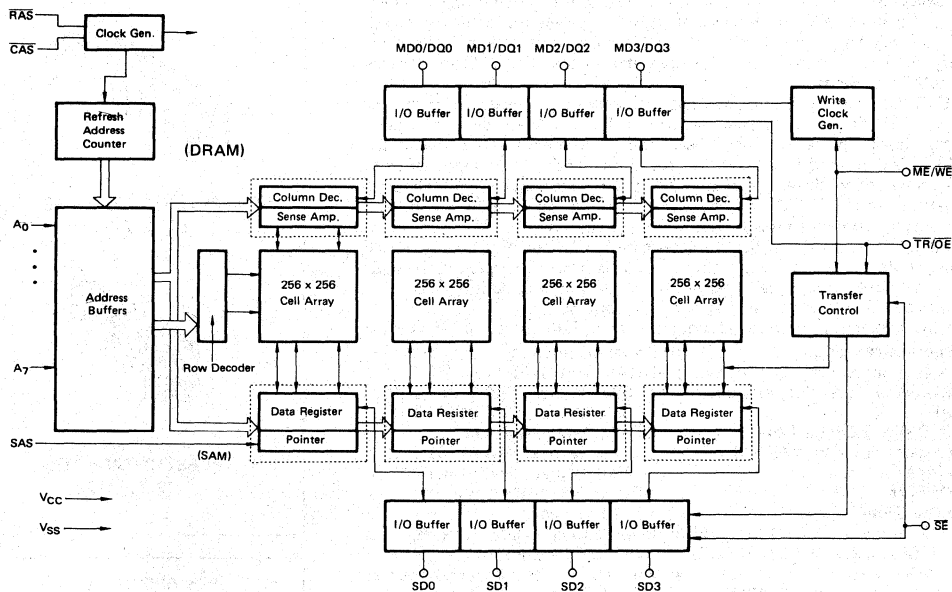 RAS
CAS
Clock Gen.
Refresh
Address
Counter
(DRAM)
A0
A7
Address
Buffers
Row Decoder
MD0/DQ0
MD1/DQ1
MD2/DQ2
MD3/DQ3
I/O Buffer
I/O Buffer
I/O Buffer
I/O Buffer
Write
Clock
Gen.
ME/WE
TR/OE
Column Dec.
Sense Amp.
Column Dec.
Sense Amp.
Column Dec.
Sense Amp.
Column Dec.
Sense Amp.
256 x 256
Cell Array
256 x 256
Cell Array
256 x 256
Cell Array
256 x 256
Cell Array
Transfer
Control
Data Register
Pointer
Data Resister
Pointer
Data Resister
Pointer
Data Register
Pointer
SAS
(SAM)
VCC
VSS
I/O Buffer
I/O Buffer
I/O Buffer
I/O Buffer
SE
SD0
SD1
SD2
SD3